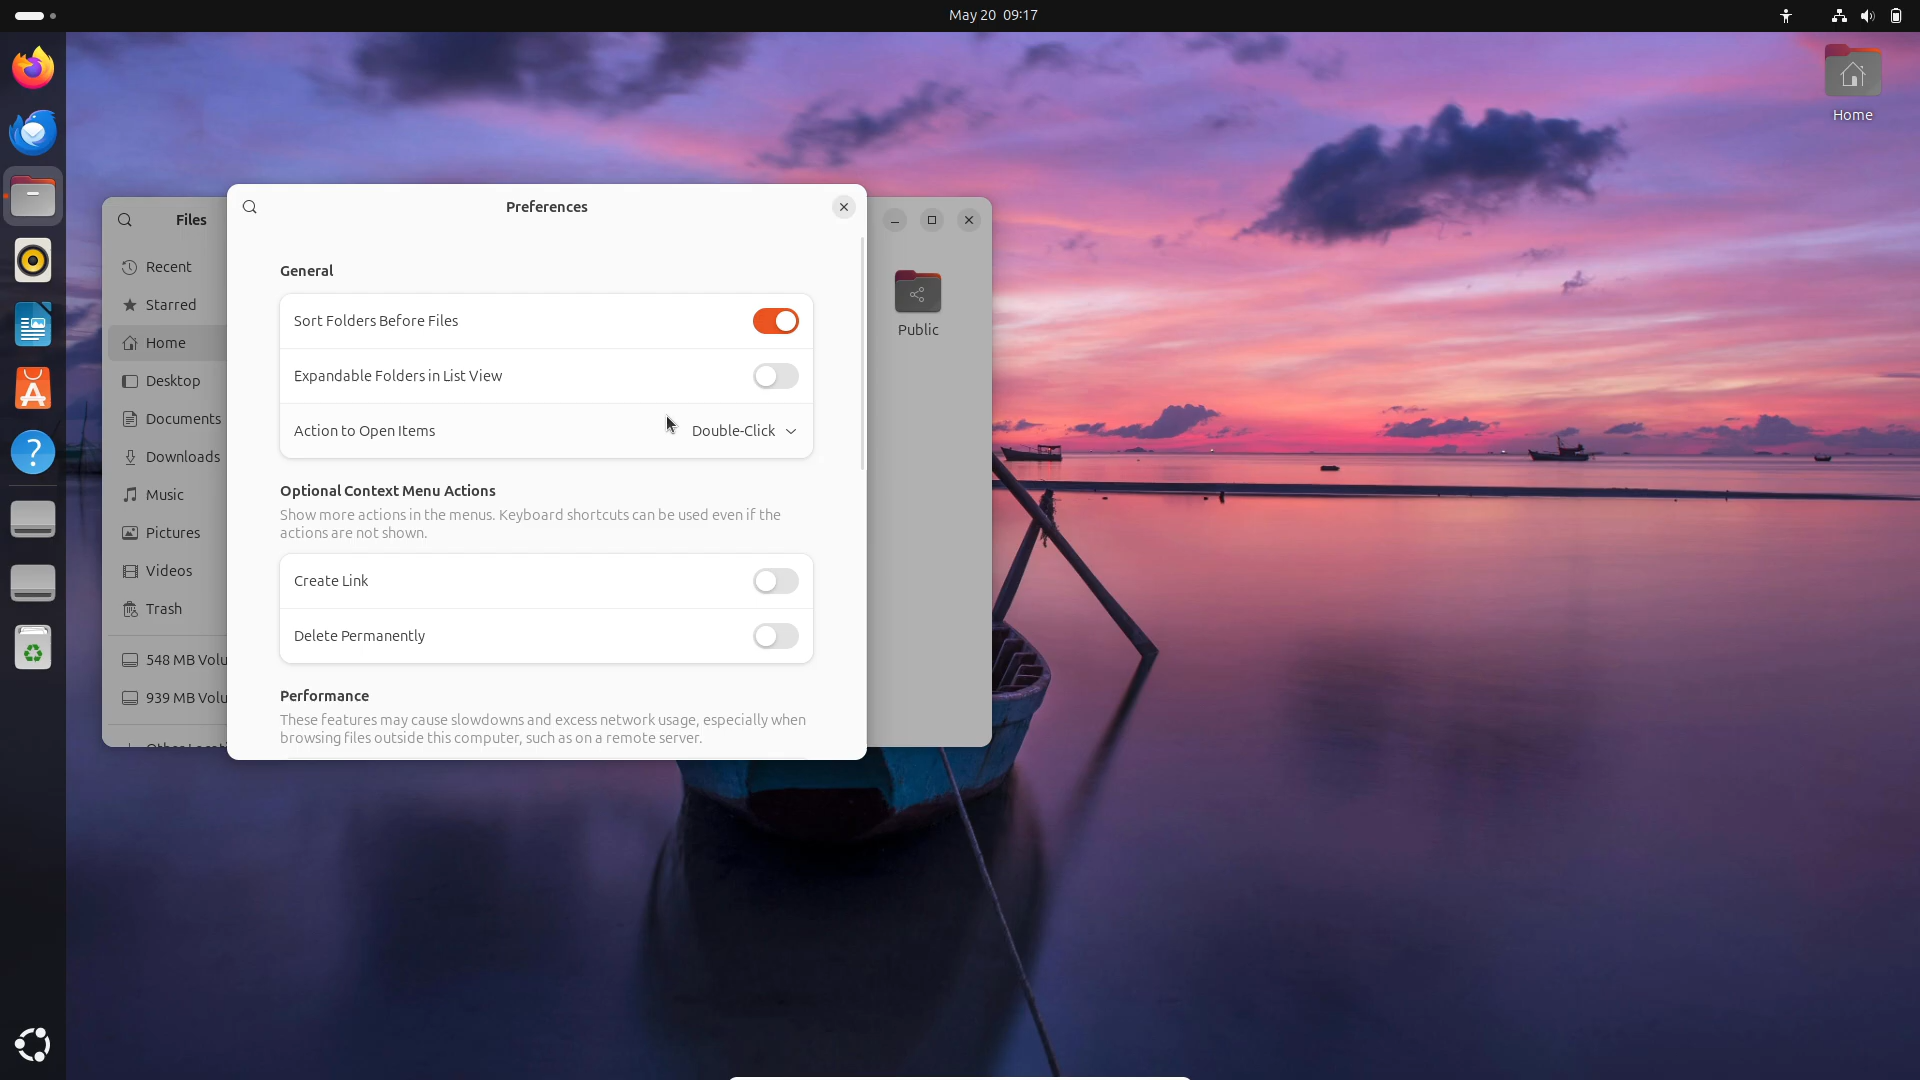 May 20 09:17
Home
Files
Preferences
Recent
Starred
Home
Desktop
Documents
Downloads
Music
Pictures
Videos
Trash
548 MB Volu
939 MB Volu
General
Sort Folders Before Files
Expandable Folders in List View
Action to Open Items
Double-Click
Optional Context Menu Actions
Show more actions in the menus. Keyboard shortcuts can be used even if the
actions are not shown.
Create Link
Delete Permanently
Performance
These features may cause slowdowns and excess network usage, especially when
browsing files outside this computer, such as on a remote server.
Public